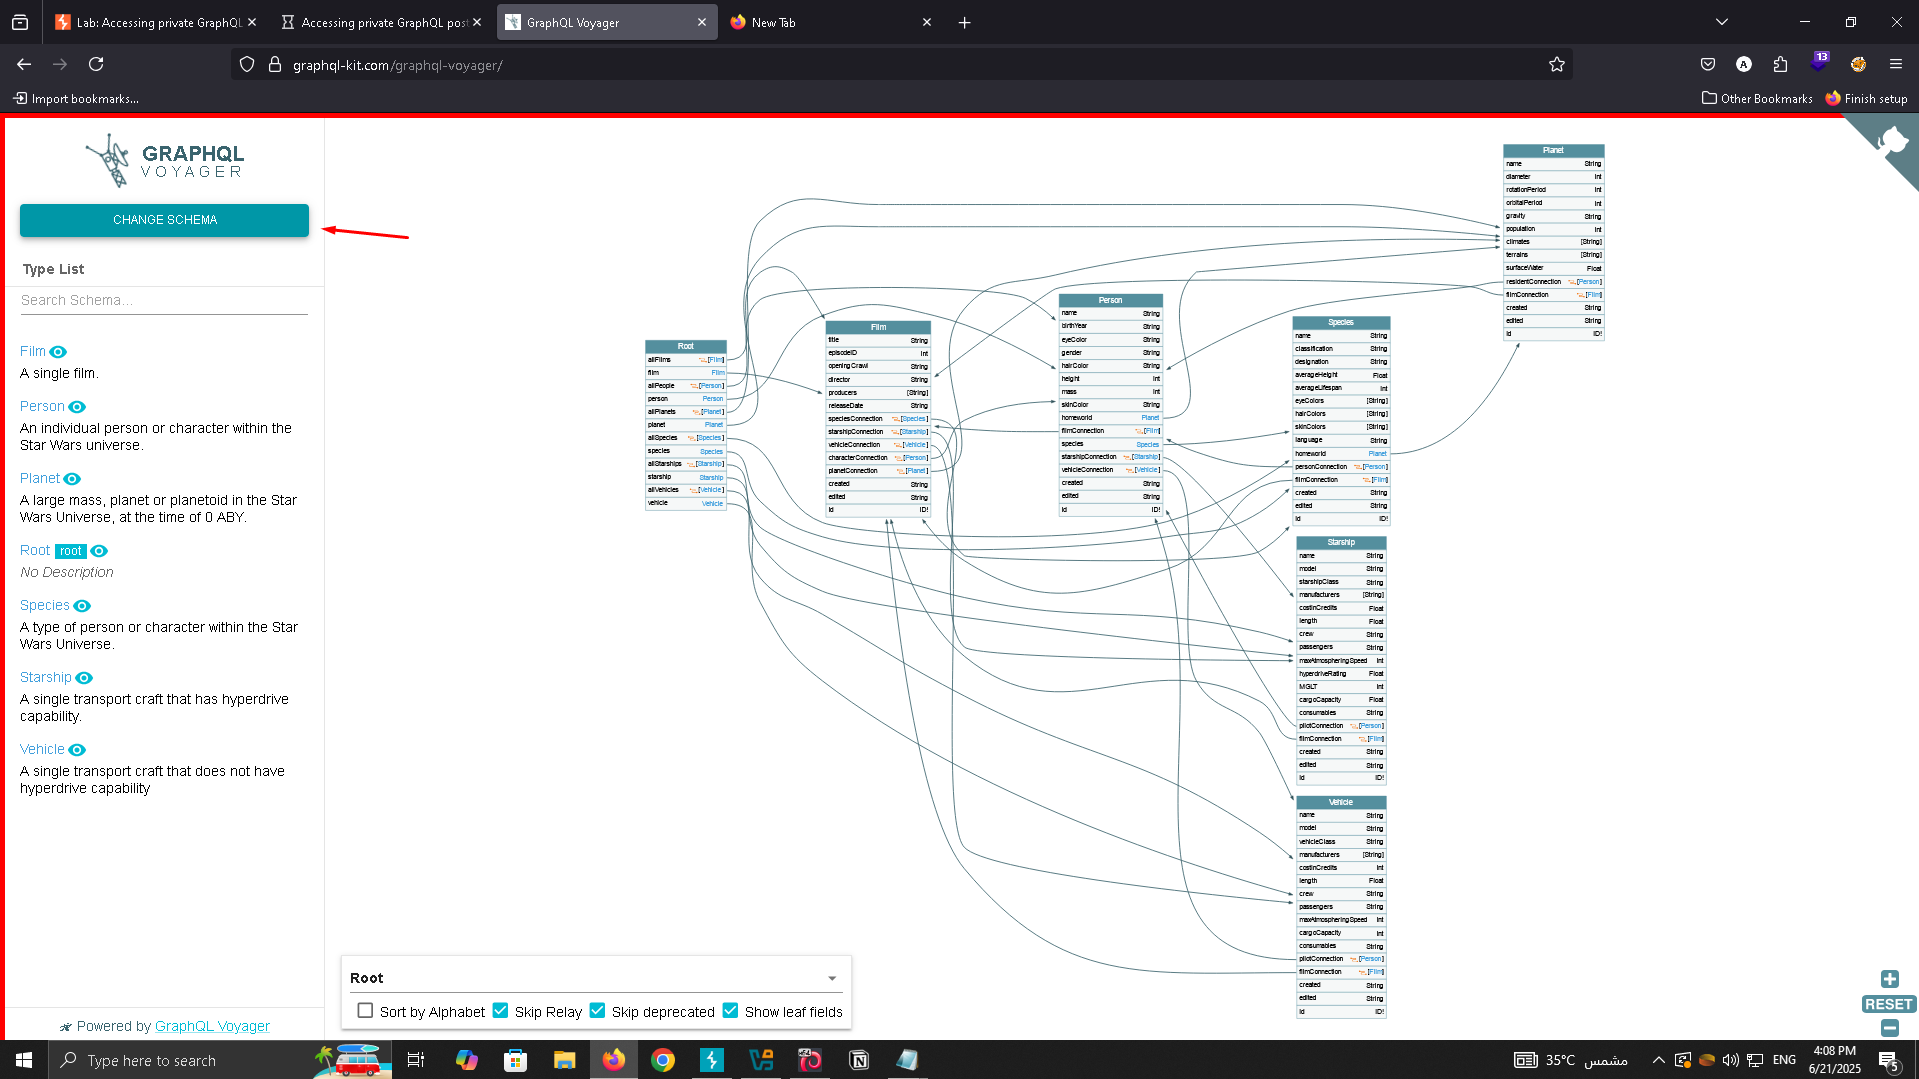 Lab: Accessing private GraphQL
Accessing private GraphQL post
GraphQL Voyager
New Tab
graphql-kit.com/graphql-voyager/
A
13
Import bookmarks...
Other Bookmarks
Finish setup
GRAPHQL
VOYAGER
CHANGE SCHEMA
Type List
Search Schema...
Film
A single film.
Person
An individual person or character within the
Star Wars universe.
Planet
A large mass, planet or planetoid in the Star
Wars Universe, at the time of 0 ABY.
Root root
No Description
Species
A type of person or character within the Star
Wars Universe.
Starship
A single transport craft that has hyperdrive
capability.
Vehicle
A single transport craft that does not have
hyperdrive capability
Powered by GraphQL Voyager
Root
allFilms [Film]
film Film
allPeople [Person]
person Person
allPlanets [Planet]
planet Planet
allSpecies [Species]
species Species
allStarships [Starship]
starship Starship
allVehicles [Vehicle]
vehicle Vehicle
Film
title String
episodeID Int
openingCrawl String
director String
producers [String]
releaseDate String
speciesConnection [Species]
starshipConnection [Starship]
vehicleConnection [Vehicle]
characterConnection [Person]
planetConnection [Planet]
created String
edited String
id ID!
Person
name String
birthYear String
eyeColor String
gender String
hairColor String
height Int
mass Int
skinColor String
homeworld Planet
filmConnection [Film]
species Species
starshipConnection [Starship]
vehicleConnection [Vehicle]
created String
edited String
id ID!
Planet
name String
diameter Int
rotationPeriod Int
orbitalPeriod Int
gravity String
population Int
climates [String]
terrains [String]
surfaceWater Float
residentConnection [Person]
filmConnection [Film]
created String
edited String
id ID!
Species
name String
classification String
designation String
averageHeight Float
averageLifespan Int
eyeColors [String]
hairColors [String]
skinColors [String]
language String
homeworld Planet
personConnection [Person]
filmConnection [Film]
created String
edited String
id ID!
Starship
name String
model String
starshipClass String
manufacturers [String]
costInCredits Float
length Float
crew String
passengers String
maxAtmospheringSpeed Int
hyperdriveRating Float
MGLT Int
cargoCapacity Float
consumables String
pilotConnection [Person]
filmConnection [Film]
created String
edited String
id ID!
Vehicle
name String
model String
vehicleClass String
manufacturers [String]
costInCredits Int
length Float
crew String
passengers String
maxAtmospheringSpeed Int
cargoCapacity Int
consumables String
pilotConnection [Person]
filmConnection [Film]
created String
edited String
id ID!
Root
Sort by Alphabet Skip Relay Skip deprecated Show leaf fields
RESET
Type here to search
35°C مشمس
ENG
4:08 PM
6/21/2025
5